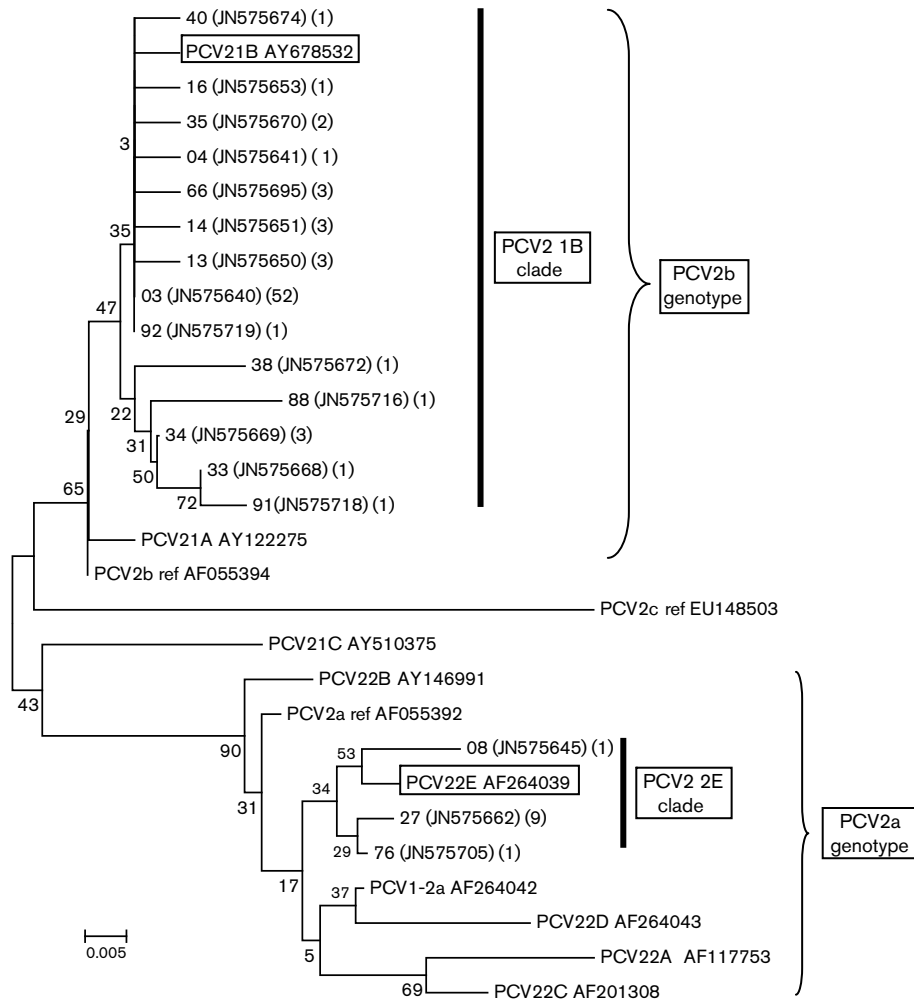 40 (JN575674) (1)
PCV21B AY678532
16 (JN575653) (1)
35 (JN575670) (2)
3
04 (JN575641) ( 1)
66 (JN575695) (3)
14 (JN575651) (3)
35
13 (JN575650) (3)
PCV2 1B
clade
PCV2b
genotype
03 (JN575640) (52)
47
92 (JN575719) (1)
38 (JN575672) (1)
88 (JN575716) (1)
29
22
34 (JN575669) (3)
31
33 (JN575668) (1)
50
65
72
91(JN575718) (1)
PCV21A AY122275
PCV2b ref AF055394
PCV2c ref EU148503
PCV21C AY510375
PCV22B AY146991
43
PCV2a ref AF055392
90
08 (JN575645) (1)
53
PCV22E AF264039
PCV2 2E
clade
34
31
27 (JN575662) (9)
PCV2a
genotype
29
76 (JN575705) (1)
17
PCV1-2a AF264042
37
PCV22D AF264043
0.005
5
PCV22A AF117753
69
PCV22C AF201308